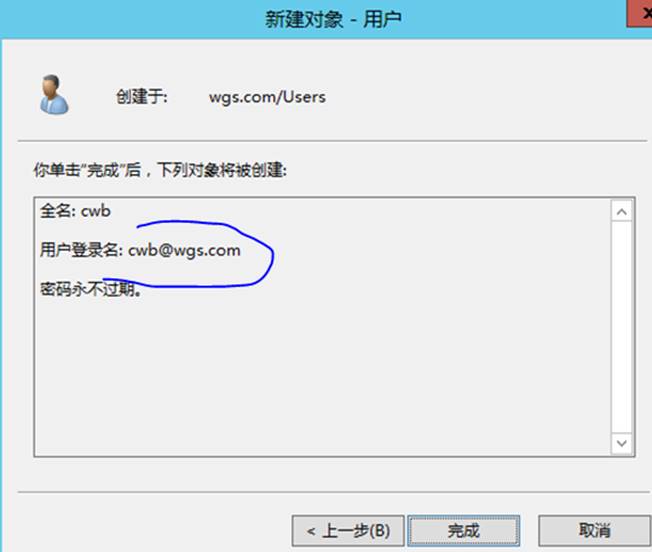 新建对象 - 用户
x
创建于: wgs.com/Users
你单击“完成”后，下列对象将被创建:
全名: cwb
用户登录名: cwb@wgs.com
密码永不过期。
< 上一步(B) 完成 取消